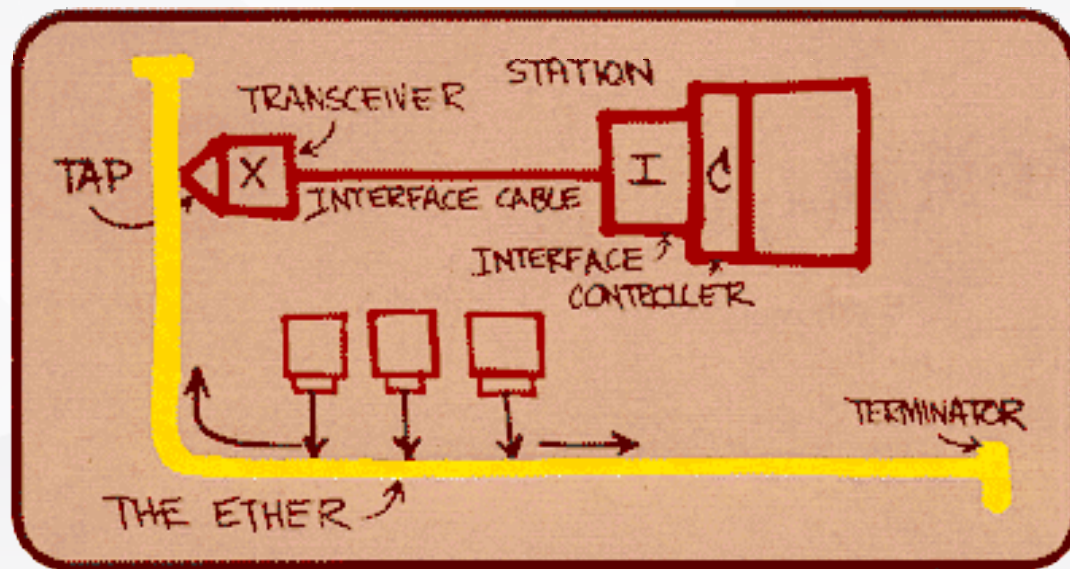 STATION
TRANSCEIVER
TAP
X
I
C
INTERFACE CABLE
INTERFACE
CONTROLLER
TERMINATOR
THE ETHER